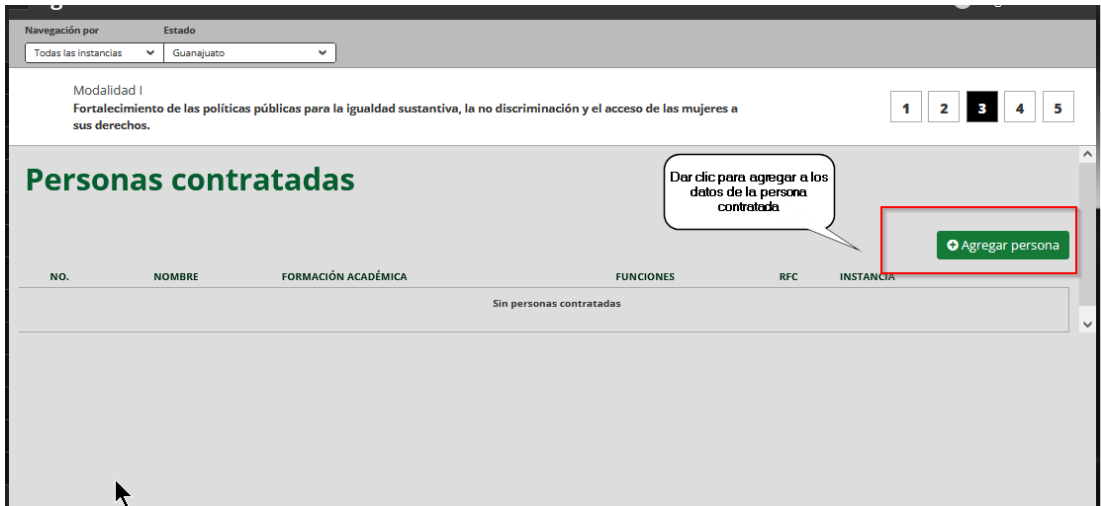 Navegación por Estado
Todas las instancias Guanajuato
Modalidad I
Fortalecimiento de las políticas públicas para la igualdad sustantiva, la no discriminación y el acceso de las mujeres a
sus derechos.
1 2 3 4 5
Personas contratadas
Dar clic para agregar a los
datos de la persona
contratada
Agregar persona
NO. NOMBRE FORMACIÓN ACADÉMICA FUNCIONES RFC INSTANCIA
Sin personas contratadas